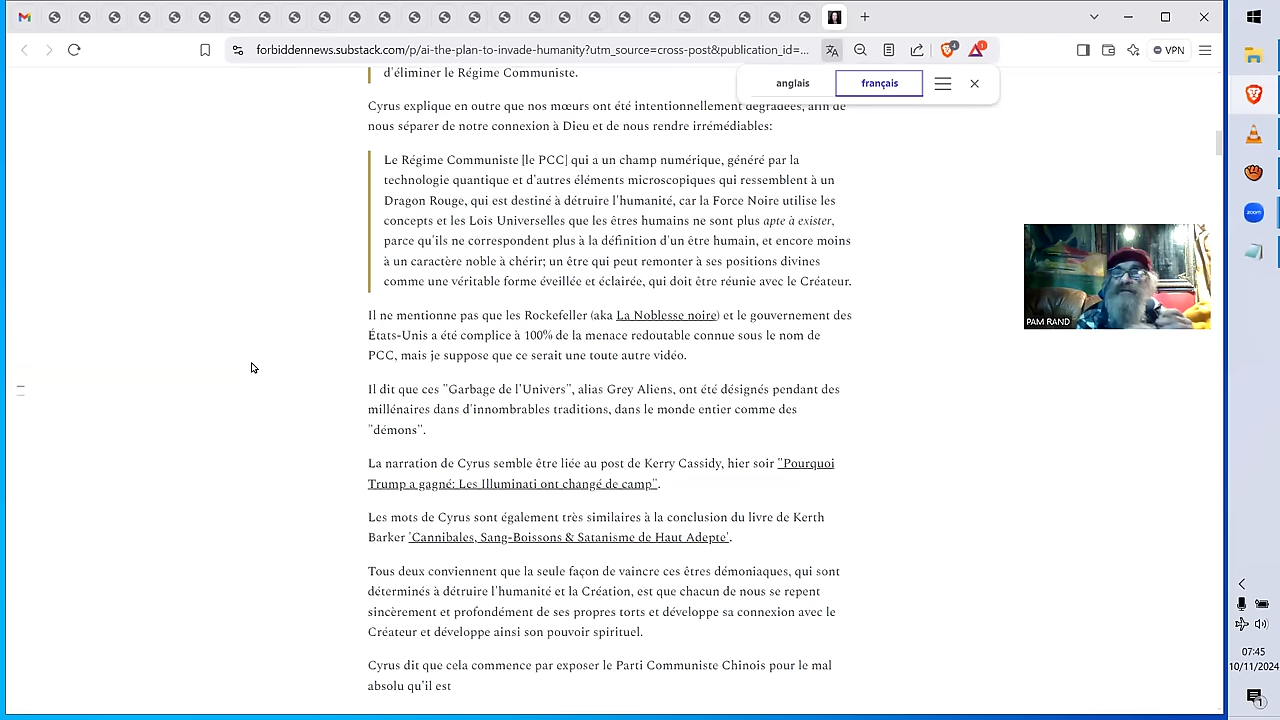 forbiddennews.substack.com/p/ai-the-plan-to-invade-humanity?utm_source=cross-post&publication_id=...
4
1
VPN
anglais
français
d'éliminer le Régime Communiste.
Cyrus explique en outre que nos mœurs ont été intentionnellement dégradées, afin de
nous séparer de notre connexion à Dieu et de nous rendre irrémédiables:
Le Régime Communiste [le PCC] qui a un champ numérique, généré par la
technologie quantique et d'autres éléments microscopiques qui ressemblent à un
Dragon Rouge, qui est destiné à détruire l'humanité, car la Force Noire utilise les
concepts et les Lois Universelles que les êtres humains ne sont plus apte à exister,
parce qu'ils ne correspondent plus à la définition d'un être humain, et encore moins
à un caractère noble à chérir; un être qui peut remonter à ses positions divines
comme une véritable forme éveillée et éclairée, qui doit être réunie avec le Créateur.
Il ne mentionne pas que les Rockefeller (aka La Noblesse noire) et le gouvernement des
États-Unis a été complice à 100% de la menace redoutable connue sous le nom de
PCC, mais je suppose que ce serait une toute autre vidéo.
Il dit que ces "Garbage de l'Univers", alias Grey Aliens, ont été désignés pendant des
millénaires dans d'innombrables traditions, dans le monde entier comme des
"démons".
La narration de Cyrus semble être liée au post de Kerry Cassidy, hier soir "Pourquoi
Trump a gagné: Les Illuminati ont changé de camp".
Les mots de Cyrus sont également très similaires à la conclusion du livre de Kerth
Barker 'Cannibales, Sang-Boissons & Satanisme de Haut Adepte'.
Tous deux conviennent que la seule façon de vaincre ces êtres démoniaques, qui sont
déterminés à détruire l'humanité et la Création, est que chacun de nous se repent
sincèrement et profondément de ses propres torts et développe sa connexion avec le
Créateur et développe ainsi son pouvoir spirituel.
Cyrus dit que cela commence par exposer le Parti Communiste Chinois pour le mal
absolu qu'il est
PAM RAND
zoom
07:45
10/11/2024
1